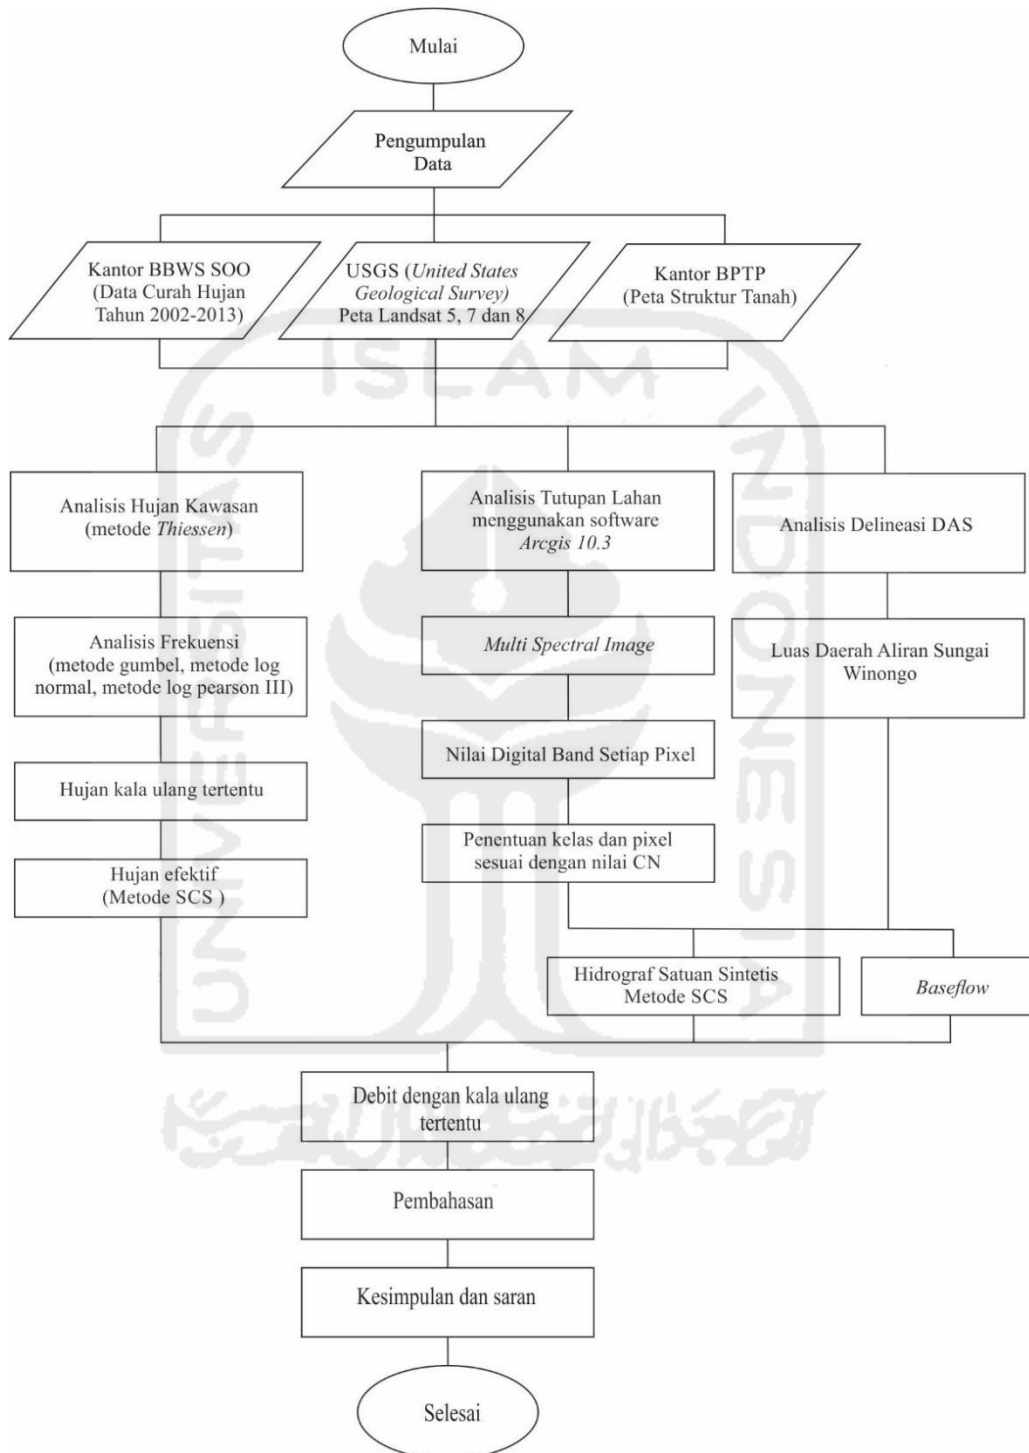 Mulai
Pengumpulan
Data
Kantor BBWS SOO
(Data Curah Hujan
Tahun 2002-2013)
USGS (United States
Geological Survey)
Peta Landsat 5, 7 dan 8
Kantor BPTP
(Peta Struktur Tanah)
UNIVERSITAS
ISLAM
INDONESIA
Analisis Hujan Kawasan
(metode Thiessen)
Analisis Frekuensi
(metode gumbel, metode log
normal, metode log pearson III)
Hujan kala ulang tertentu
Hujan efektif
(Metode SCS )
Analisis Tutupan Lahan
menggunakan software
Arcgis 10.3
Multi Spectral Image
Nilai Digital Band Setiap Pixel
Penentuan kelas dan pixel
sesuai dengan nilai CN
Analisis Delineasi DAS
Luas Daerah Aliran Sungai
Winongo
Hidrograf Satuan Sintetis
Metode SCS
Baseflow
Debit dengan kala ulang
tertentu
Pembahasan
Kesimpulan dan saran
Selesai